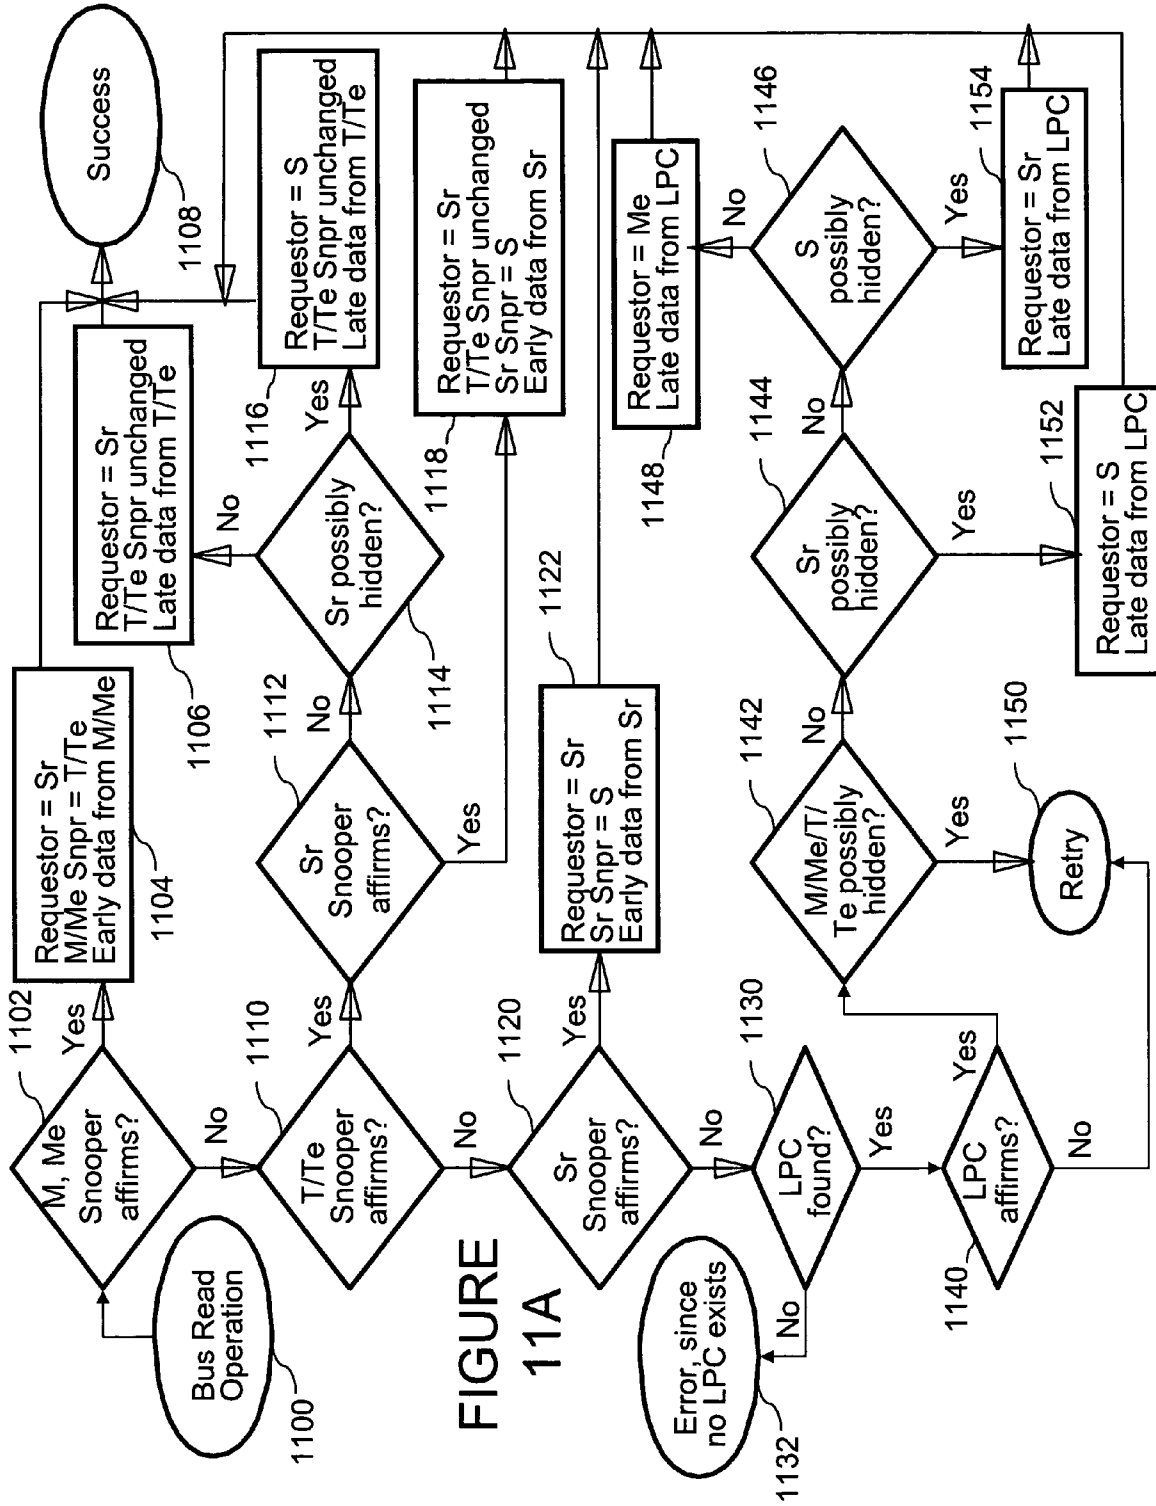 Bus Read
Operation
1100
M, Me
Snooper
affirms?
1102
Yes
No
Requestor = Sr
M/Me Snpr = T/Te
Early data from M/Me
1104
Requestor = Sr
T/Te Snpr unchanged
Late data from T/Te
1106
Success
1108
T/Te
Snooper
affirms?
1110
Yes
No
Sr
Snooper
affirms?
1112
No
Yes
Sr possibly
hidden?
1114
No
Yes
Requestor = S
T/Te Snpr unchanged
Late data from T/Te
1116
Requestor = Sr
T/Te Snpr unchanged
Sr Snpr = S
Early data from Sr
1118
Sr
Snooper
affirms?
1120
Yes
No
Requestor = Sr
Sr Snpr = S
Early data from Sr
1122
LPC
found?
1130
No
Yes
Error, since
no LPC exists
1132
LPC
affirms?
1140
Yes
No
M/Me/T/
Te possibly
hidden?
1142
No
Yes
Sr
possibly
hidden?
1144
No
Yes
S
possibly
hidden?
1146
No
Yes
Requestor = Me
Late data from LPC
1148
Retry
1150
Requestor = S
Late data from LPC
1152
Requestor = Sr
Late data from LPC
1154
FIGURE
11A